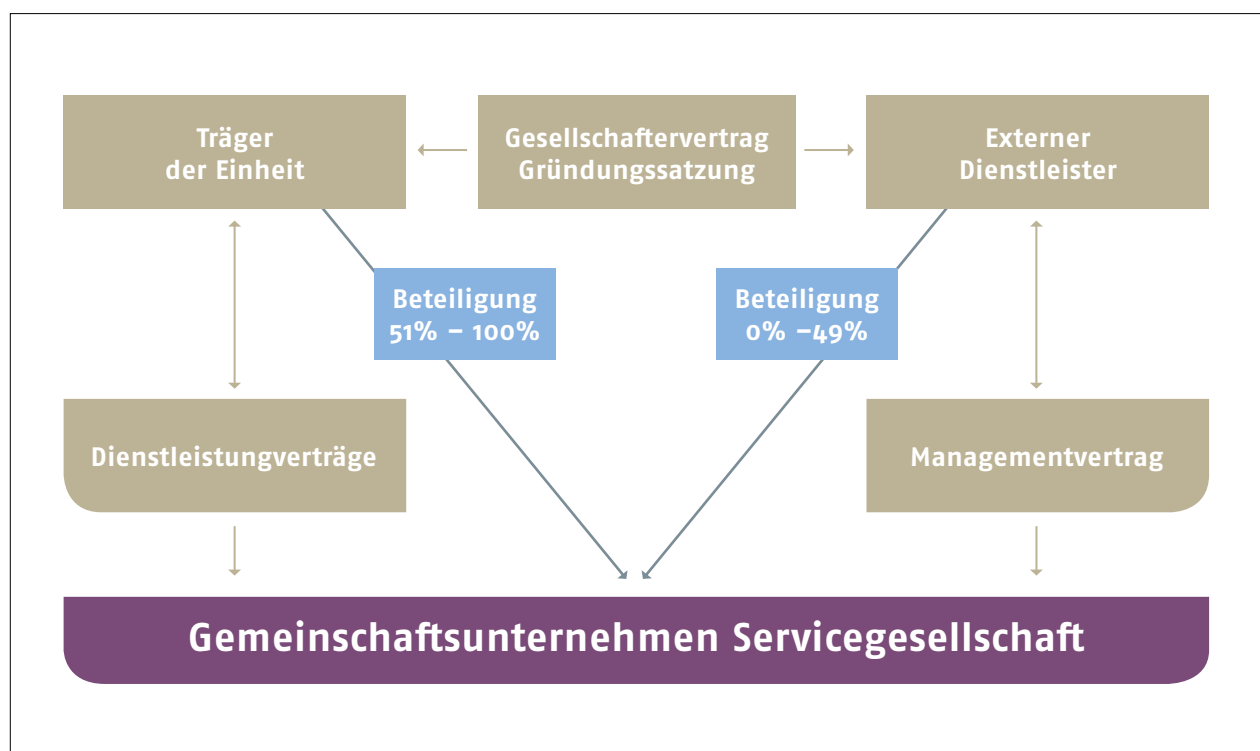 Träger
der Einheit
Gesellschaftervertrag
Gründungssatzung
Externer
Dienstleister
Beteiligung
51% – 100%
Beteiligung
0% –49%
Dienstleistungverträge
Managementvertrag
Gemeinschaftsunternehmen Servicegesellschaft